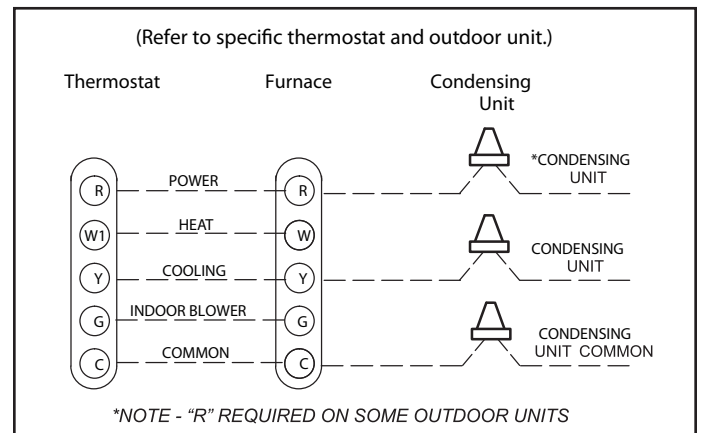 (Refer to specific thermostat and outdoor unit.)
Thermostat Furnace Condensing
Unit
*CONDENSING
UNIT
R POWER R
W1 HEAT W
CONDENSING
UNIT
Y COOLING Y
G INDOOR BLOWER G
CONDENSING
UNIT COMMON
C COMMON C
*NOTE - “R” REQUIRED ON SOME OUTDOOR UNITS